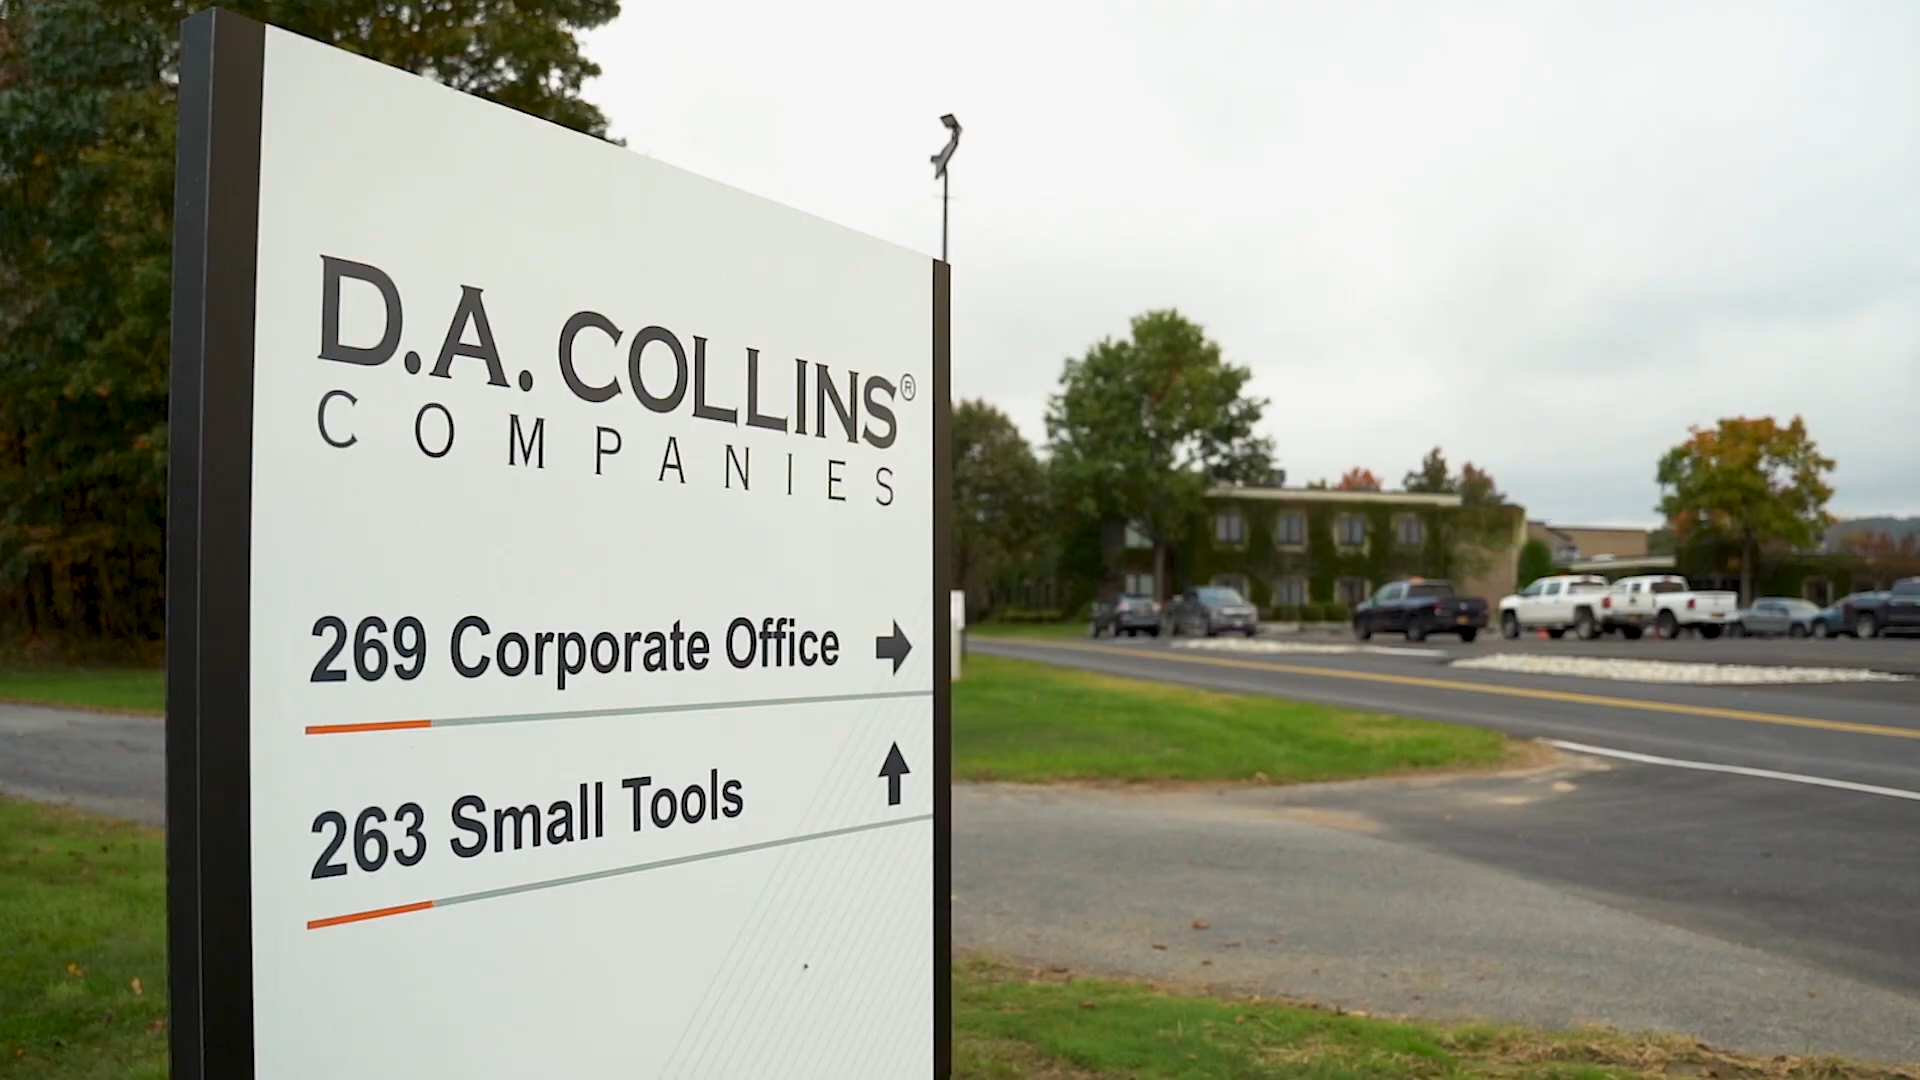 D.A. COLLINS®
COMPANIES
269 Corporate Office →
263 Small Tools ↑